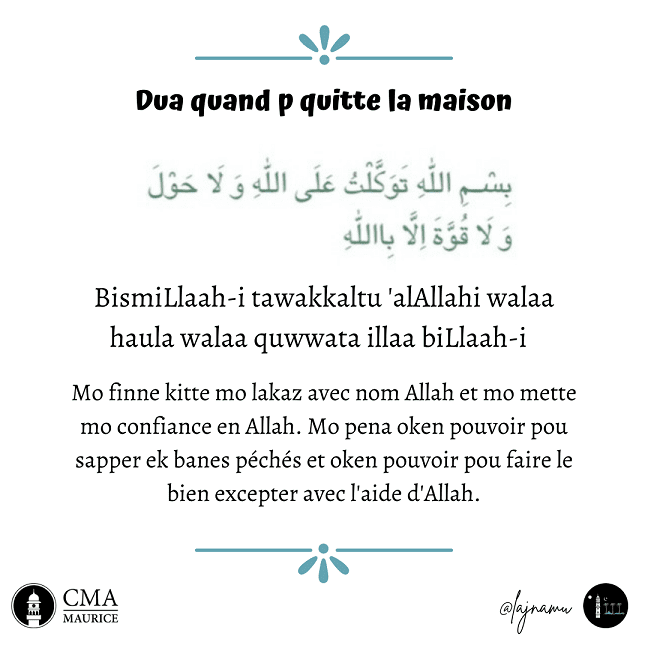 Dua quand p quitte la maison
بِسْمِ اللّٰهِ تَوَكَّلْتُ عَلَى اللّٰهِ وَ لَا حَوْلَ
وَ لَا قُوَّةَ اِلَّا بِااللّٰهِ
BismiLlaah-i tawakkaltu 'alAllahi walaa
haula walaa quwwata illaa biLlaah-i
Mo finne kitte mo lakaz avec nom Allah et mo mette
mo confiance en Allah. Mo pena oken pouvoir pou
sapper ek banes péchés et oken pouvoir pou faire le
bien excepter avec l'aide d'Allah.
CMA
MAURICE
@lajnamu